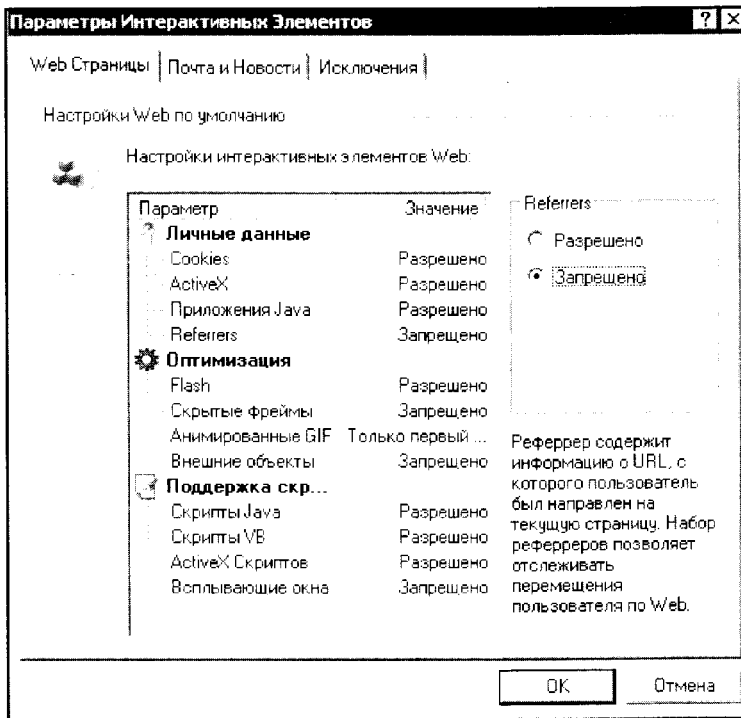 Параметры Интерактивных Элементов
Web Страницы Почта и Новости Исключения
Настройки Web по умолчанию
Настройки интерактивных элементов Web:
Параметр Значение
Личные данные
Cookies Разрешено
ActiveX Разрешено
Приложения Java Разрешено
Referrers Запрещено
Оптимизация
Flash Разрешено
Скрытые фреймы Запрещено
Анимированные GIF Только первый ...
Внешние объекты Запрещено
Поддержка скр...
Скрипты Java Разрешено
Скрипты VB Разрешено
ActiveX Скриптов Разрешено
Всплывающие окна Запрещено
Referrers
Разрешено
Запрещено
Реферрер содержит
информацию о URL, с
которого пользователь
был направлен на
текущую страницу. Набор
реферреров позволяет
отслеживать
перемещения
пользователя по Web.
OK Отмена